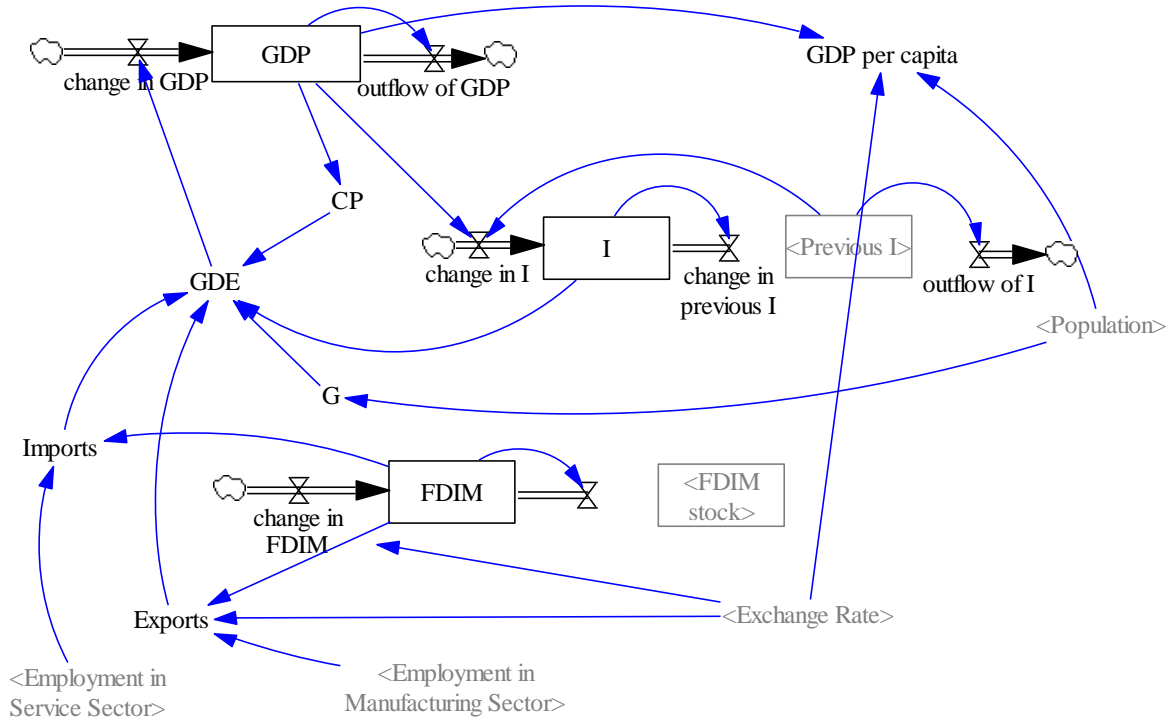 GDP
GDP per capita
change in GDP
outflow of GDP
CP
I
<Previous I>
change in I
change in
previous I
outflow of I
GDE
<Population>
G
Imports
FDIM
<FDIM
stock>
change in
FDIM
Exports
<Exchange Rate>
<Employment in
Service Sector>
<Employment in
Manufacturing Sector>